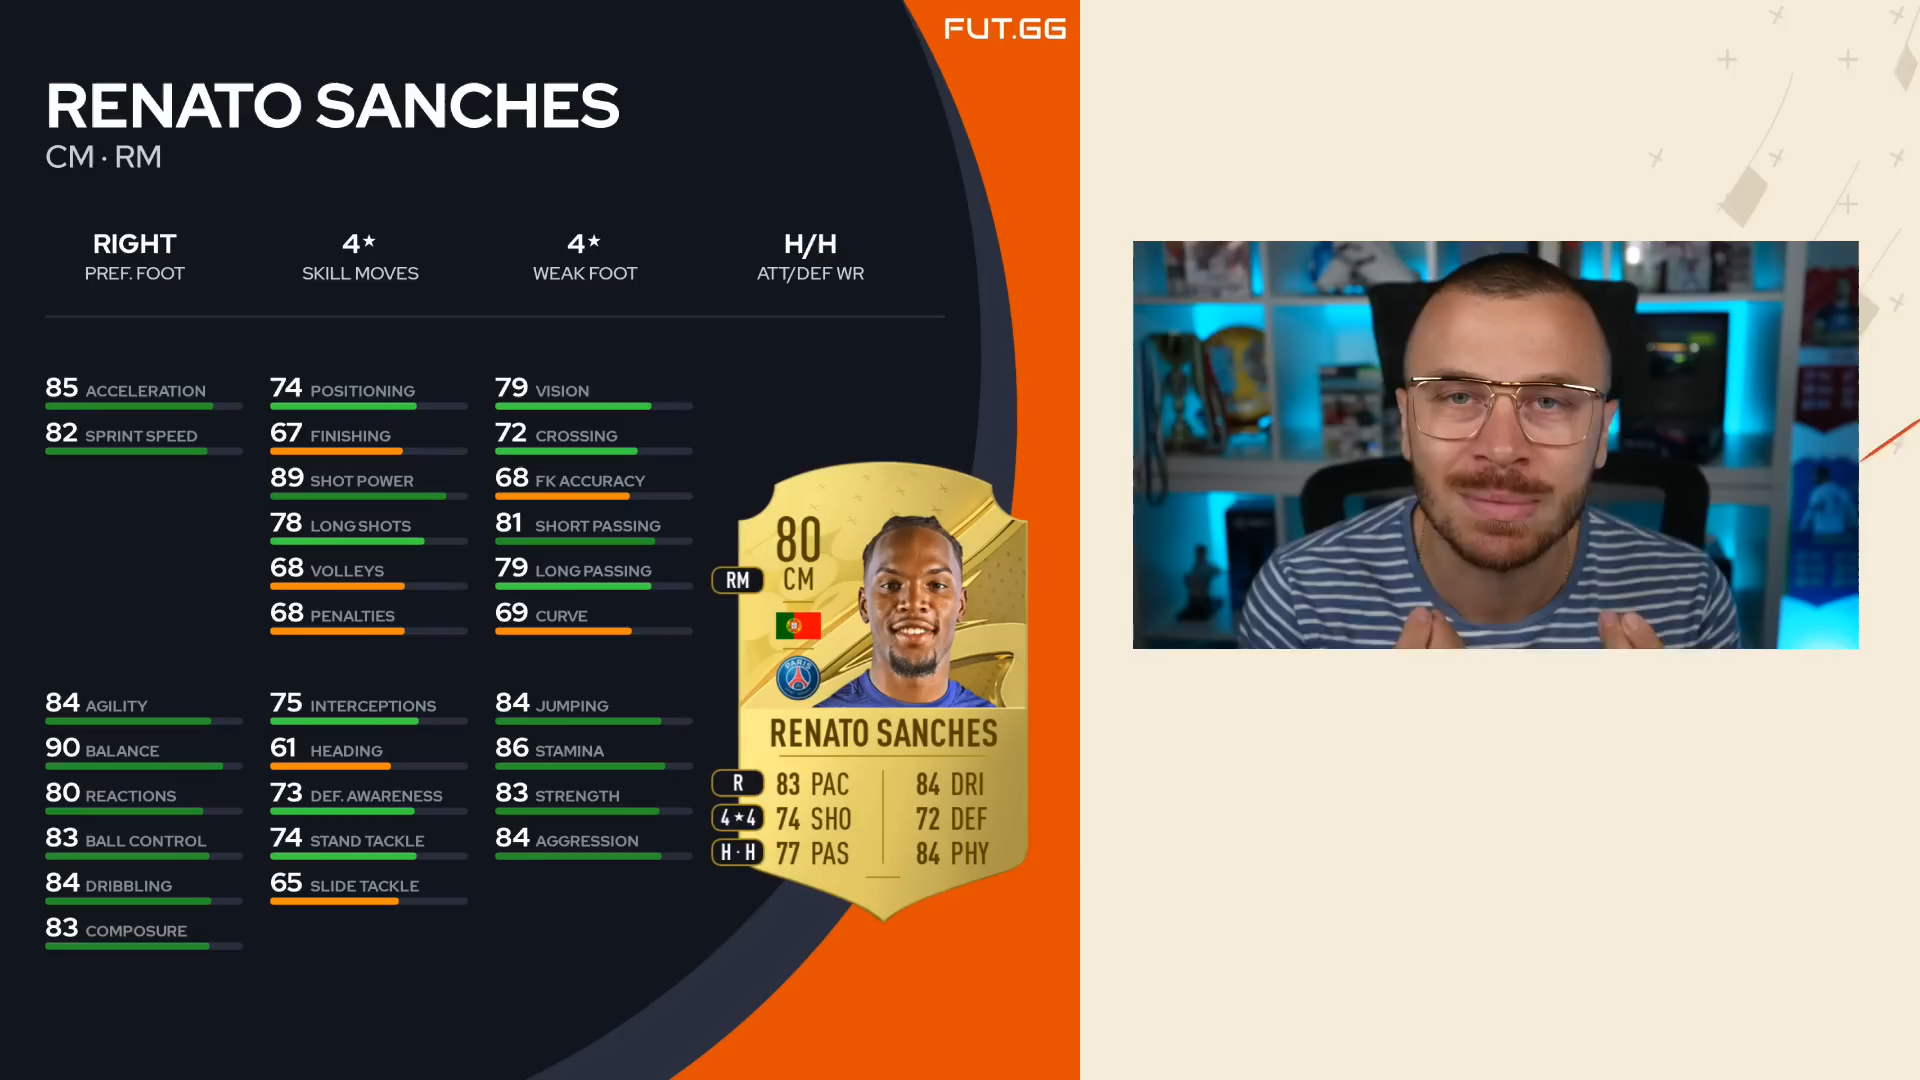 FUT.GG
RENATO SANCHES
CM · RM
RIGHT 4★ 4★ H/H
PREF. FOOT SKILL MOVES WEAK FOOT ATT/DEF WR
85 ACCELERATION
82 SPRINT SPEED
74 POSITIONING
67 FINISHING
89 SHOT POWER
78 LONG SHOTS
68 VOLLEYS
68 PENALTIES
79 VISION
72 CROSSING
68 FK ACCURACY
81 SHORT PASSING
79 LONG PASSING
69 CURVE
84 AGILITY
90 BALANCE
80 REACTIONS
83 BALL CONTROL
84 DRIBBLING
83 COMPOSURE
75 INTERCEPTIONS
61 HEADING
73 DEF. AWARENESS
74 STAND TACKLE
65 SLIDE TACKLE
84 JUMPING
86 STAMINA
83 STRENGTH
84 AGGRESSION
80
RM CM
PARIS
RENATO SANCHES
R 83 PAC 84 DRI
4★4 74 SHO 72 DEF
H·H 77 PAS 84 PHY